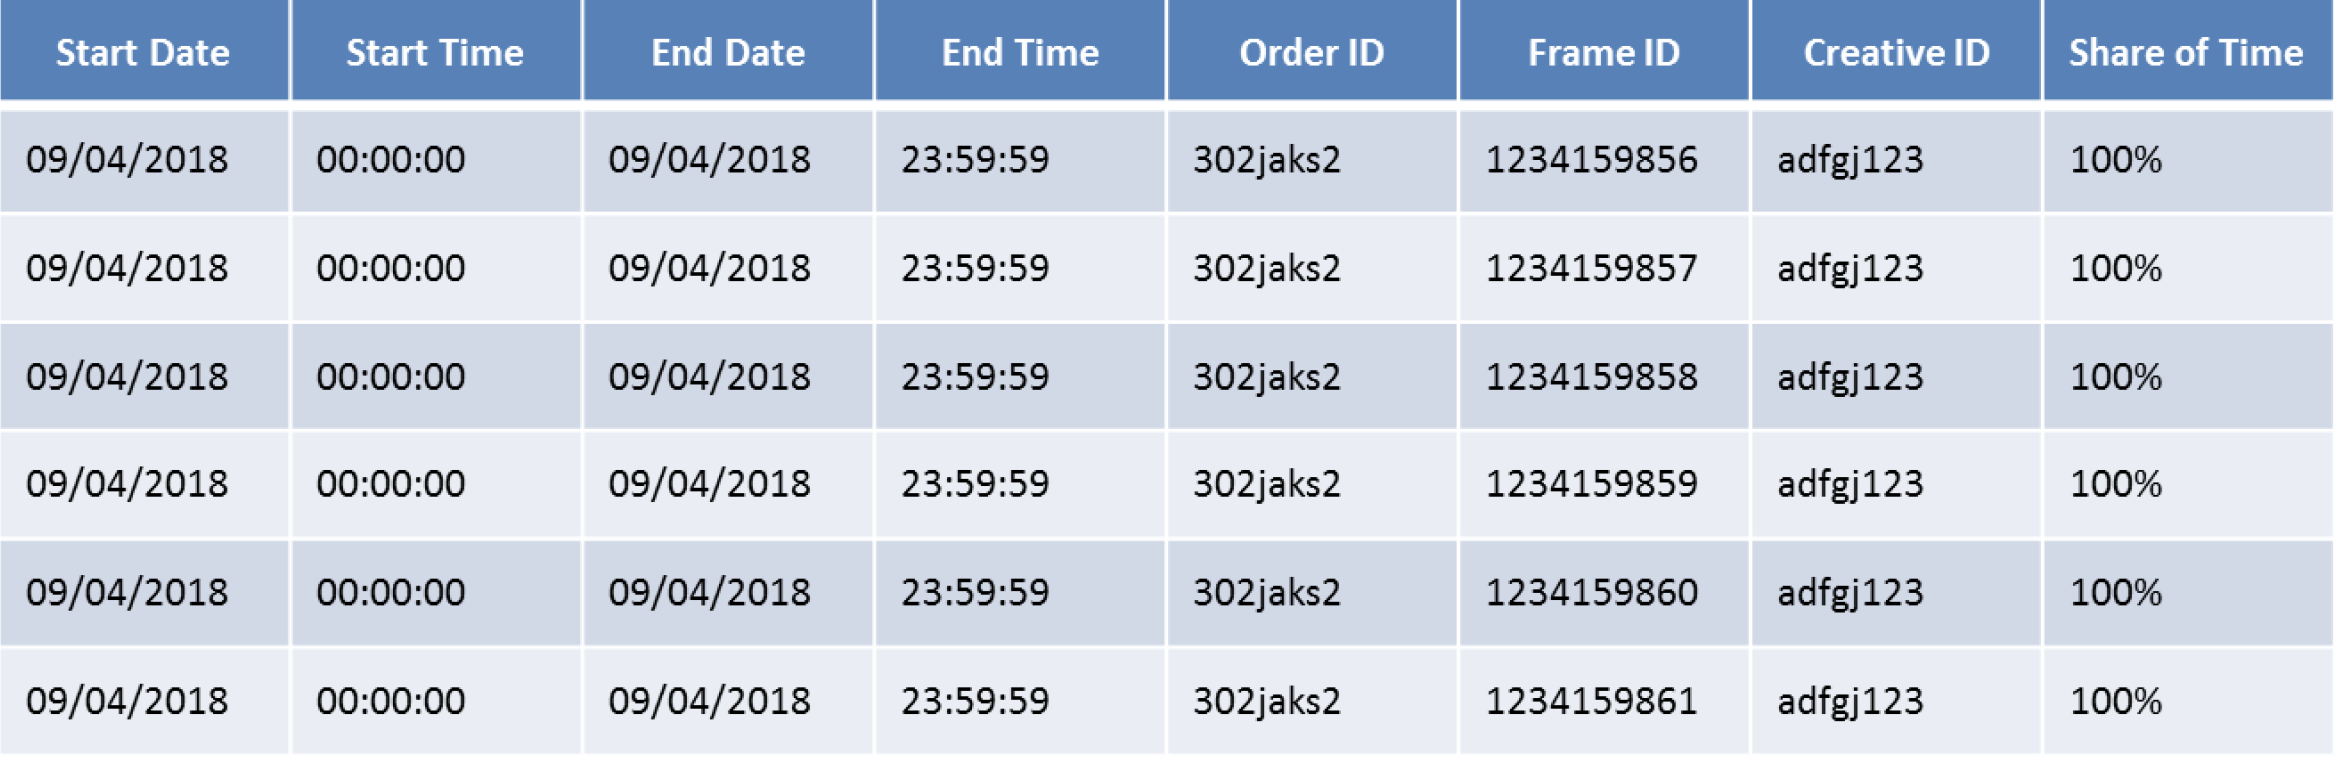 Start Date Start Time End Date End Time Order ID Frame ID Creative ID Share of Time
09/04/2018 00:00:00 09/04/2018 23:59:59 302jaks2 1234159856 adfgj123 100%
09/04/2018 00:00:00 09/04/2018 23:59:59 302jaks2 1234159857 adfgj123 100%
09/04/2018 00:00:00 09/04/2018 23:59:59 302jaks2 1234159858 adfgj123 100%
09/04/2018 00:00:00 09/04/2018 23:59:59 302jaks2 1234159859 adfgj123 100%
09/04/2018 00:00:00 09/04/2018 23:59:59 302jaks2 1234159860 adfgj123 100%
09/04/2018 00:00:00 09/04/2018 23:59:59 302jaks2 1234159861 adfgj123 100%